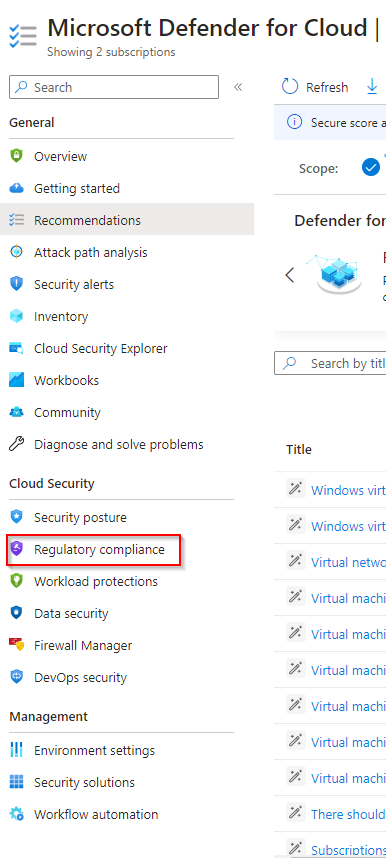 Microsoft Defender for Cloud |
Showing 2 subscriptions
Search
«
General
Overview
Getting started
Recommendations
Attack path analysis
Security alerts
Inventory
Cloud Security Explorer
Workbooks
Community
Diagnose and solve problems
Cloud Security
Security posture
Regulatory compliance
Workload protections
Data security
Firewall Manager
DevOps security
Management
Environment settings
Security solutions
Workflow automation
Refresh
Secure score a
Scope:
Defender for
Search by titl
Title
Windows virt
Windows virt
Virtual netwo
Virtual machi
Virtual machi
Virtual machi
Virtual machi
Virtual machi
Virtual machi
There should
Subscriptions